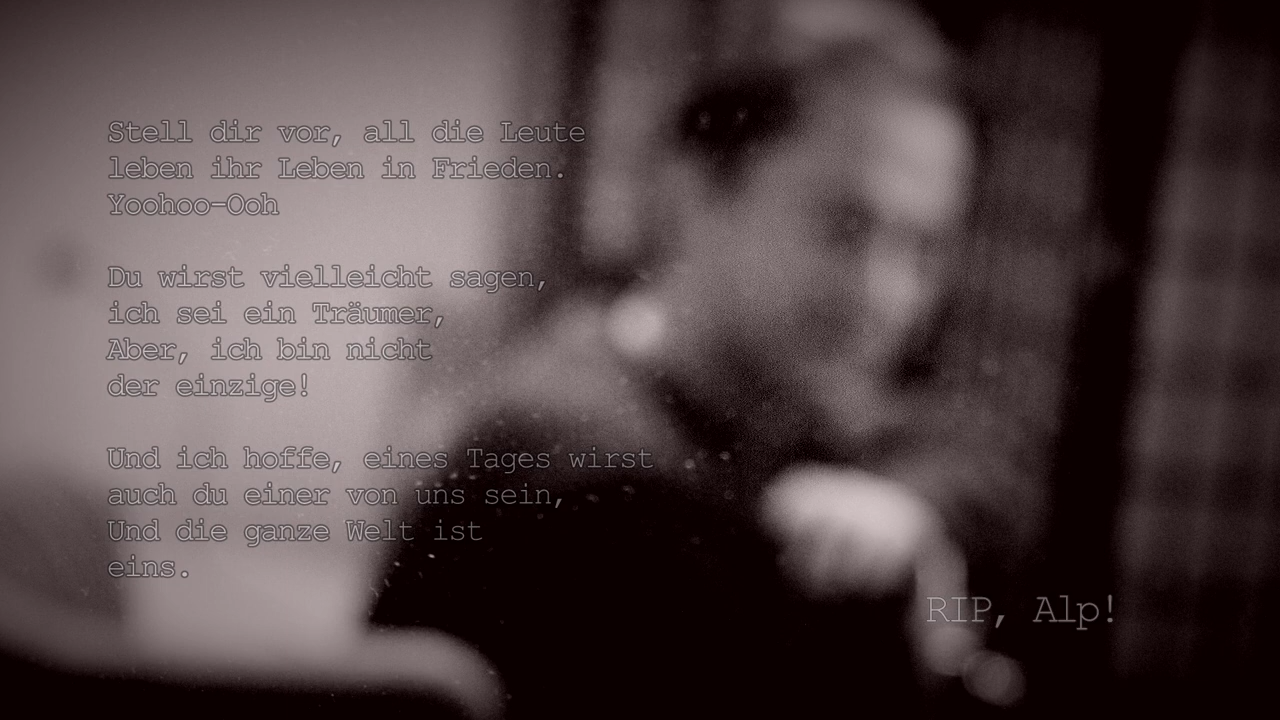 Stell dir vor, all die Leute
leben ihr Leben in Frieden.
Yoohoo-Ooh
Du wirst vielleicht sagen,
ich sei ein Träumer,
Aber, ich bin nicht
der einzige!
Und ich hoffe, eines Tages wirst
auch du einer von uns sein,
Und die ganze Welt ist
eins.
RIP, Alp!